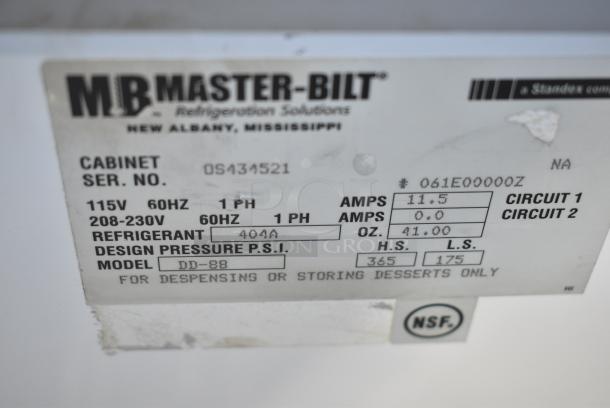 MB MASTER-BILT®
Refrigeration Solutions
NEW ALBANY, MISSISSIPPI
a Standex
CABINET
SER. NO. OS434521
NA
# 061E00000Z
115V 60HZ 1 PH AMPS 11.5 CIRCUIT 1
208-230V 60HZ 1 PH AMPS 0.0 CIRCUIT 2
REFRIGERANT 404A OZ. 41.00
DESIGN PRESSURE P.S.I. H.S. L.S.
MODEL DD-88 365 175
FOR DESPENSING OR STORING DESSERTS ONLY
NSF®